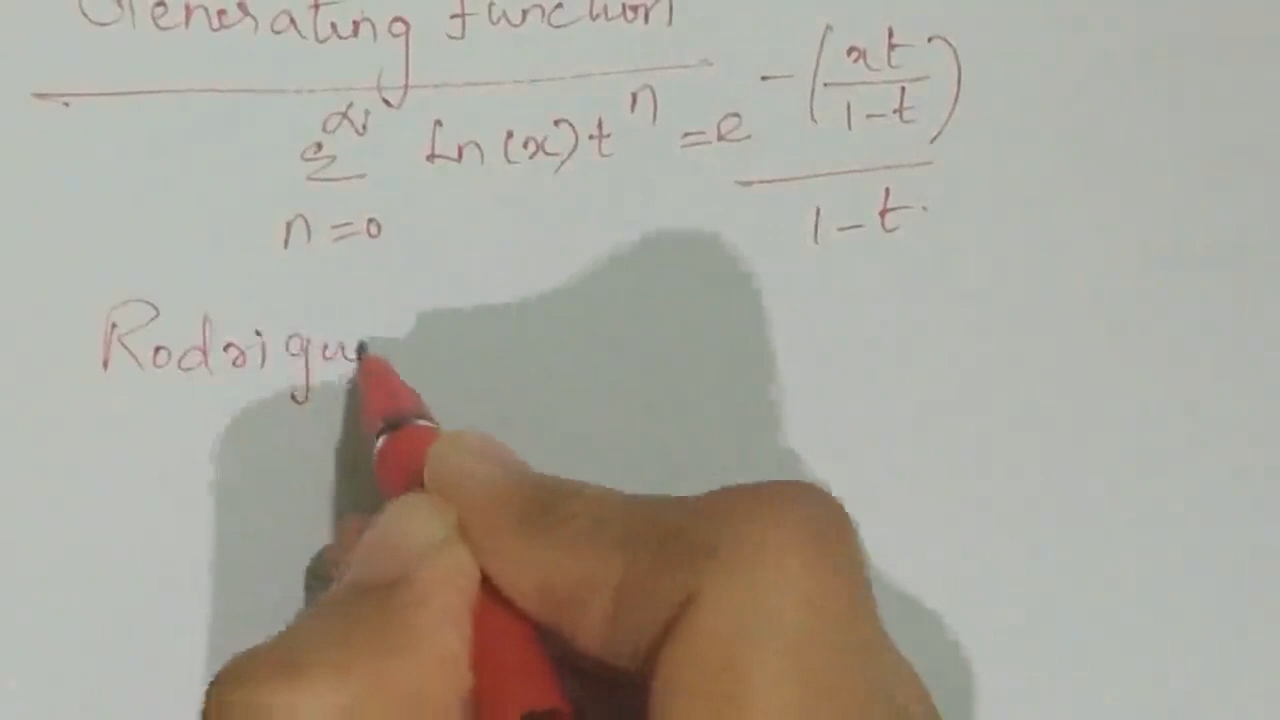 Generating function
∞
Σ Ln(x) t^n = e^-(xt/1-t) / 1-t
n=0
Rodrigu